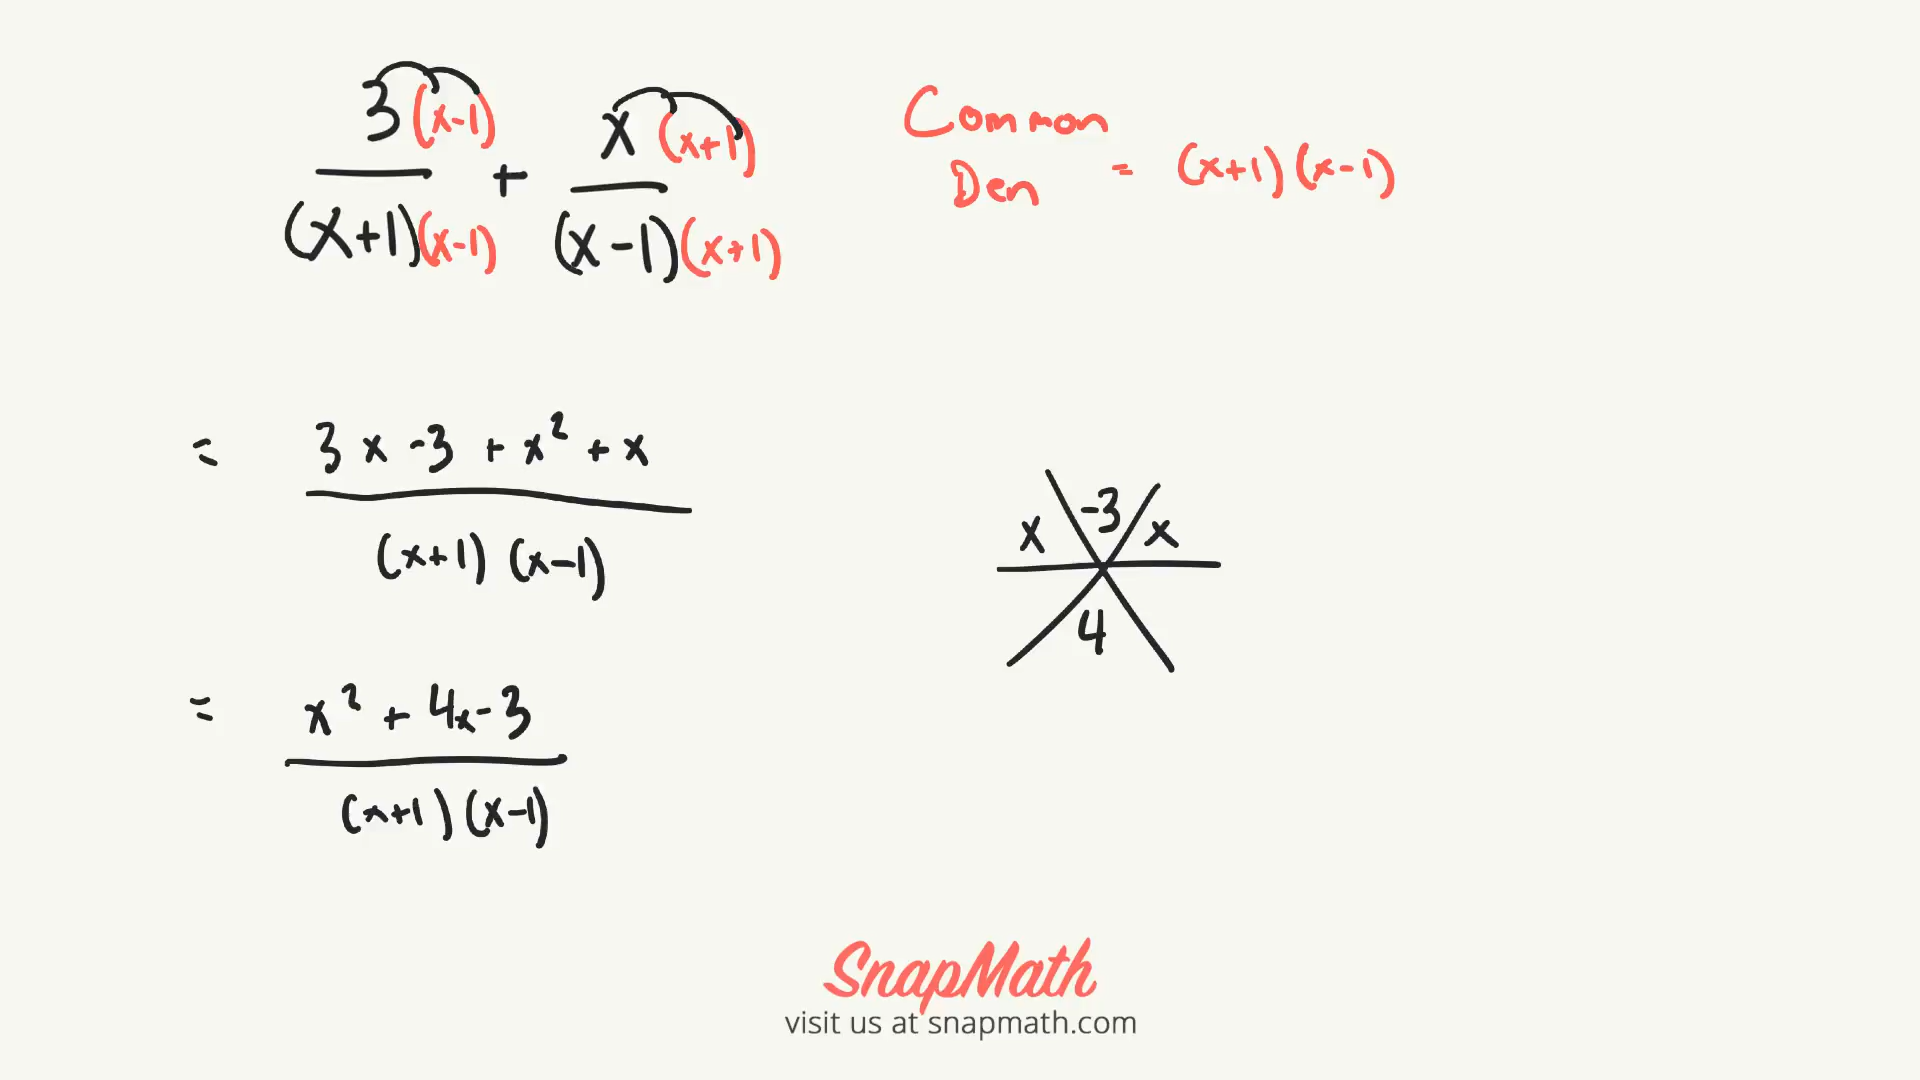 3(x-1) + x(x+1)
(x+1)(x-1) (x-1)(x+1)
Common
Den = (x+1)(x-1)
= 3x -3 + x² + x
(x+1) (x-1)
x -3 x
4
= x² + 4x - 3
(x+1)(x-1)
SnapMath
visit us at snapmath.com